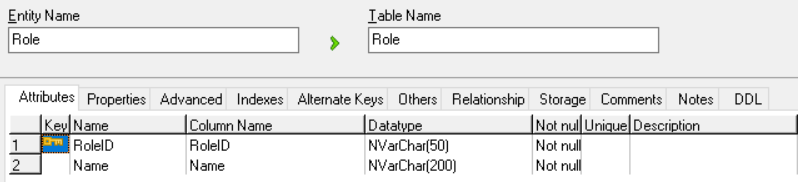 Entity Name Table Name
Role Role
Attributes Properties Advanced Indexes Alternate Keys Others Relationship Storage Comments Notes DDL
Key Name Column Name Datatype Not nul Unique Description
1 RoleID RoleID NVarChar(50) Not null
2 Name Name NVarChar(200) Not null